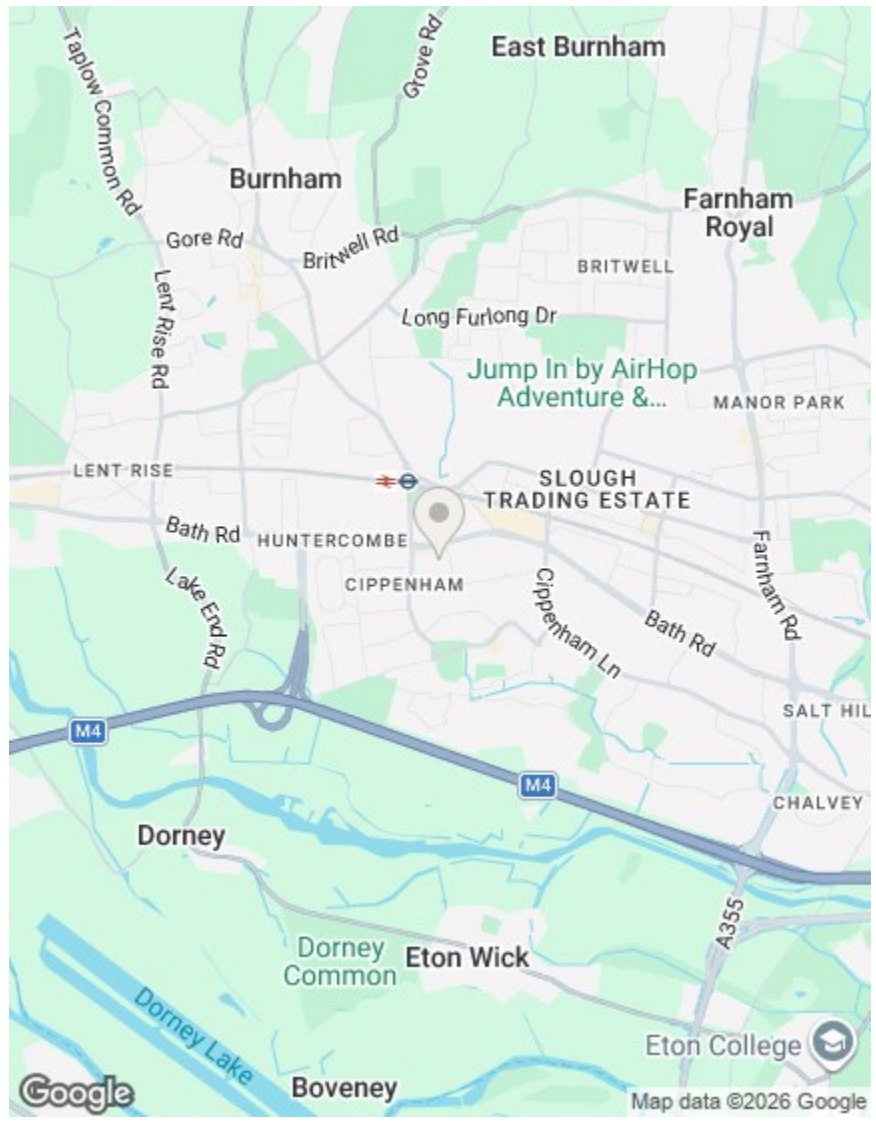 East Burnham
Grove Rd
Taplow Common Rd
Burnham
Farnham
Royal
Gore Rd
Britwell Rd
BRITWELL
Lent Rise Rd
Long Furlong Dr
Jump In by AirHop
Adventure &...
MANOR PARK
LENT RISE
SLOUGH
TRADING ESTATE
Bath Rd
HUNTERCOMBE
Farnham Rd
CIPPENHAM
Lake End Rd
Cippenham Ln
Bath Rd
SALT HIL
M4
M4
CHALVEY
Dorney
A355
Dorney
Common
Eton Wick
Dorney Lake
Eton College
Boveney
Google
Map data ©2026 Google